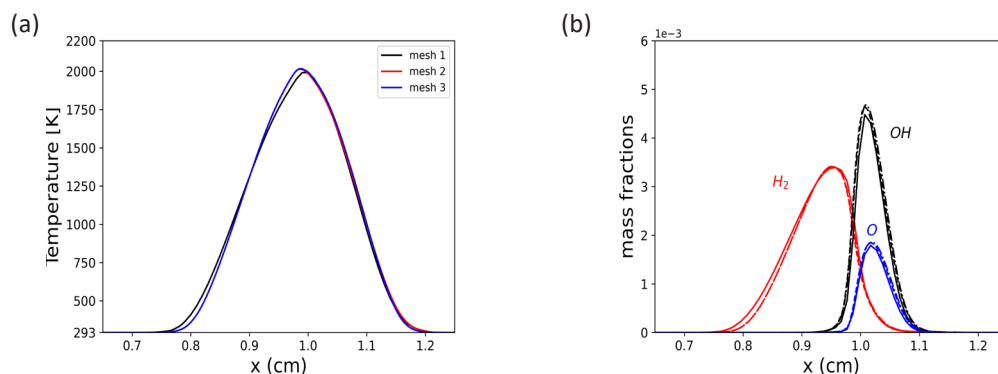 (a)
2200
2000
1750
1500
1250
1000
750
500
293
Temperature [K]
mesh 1
mesh 2
mesh 3
0.7 0.8 0.9 1.0 1.1 1.2
x (cm)
(b)
1e-3
6
5
4
3
2
1
0
mass fractions
OH
H2
O
0.7 0.8 0.9 1.0 1.1 1.2
x (cm)